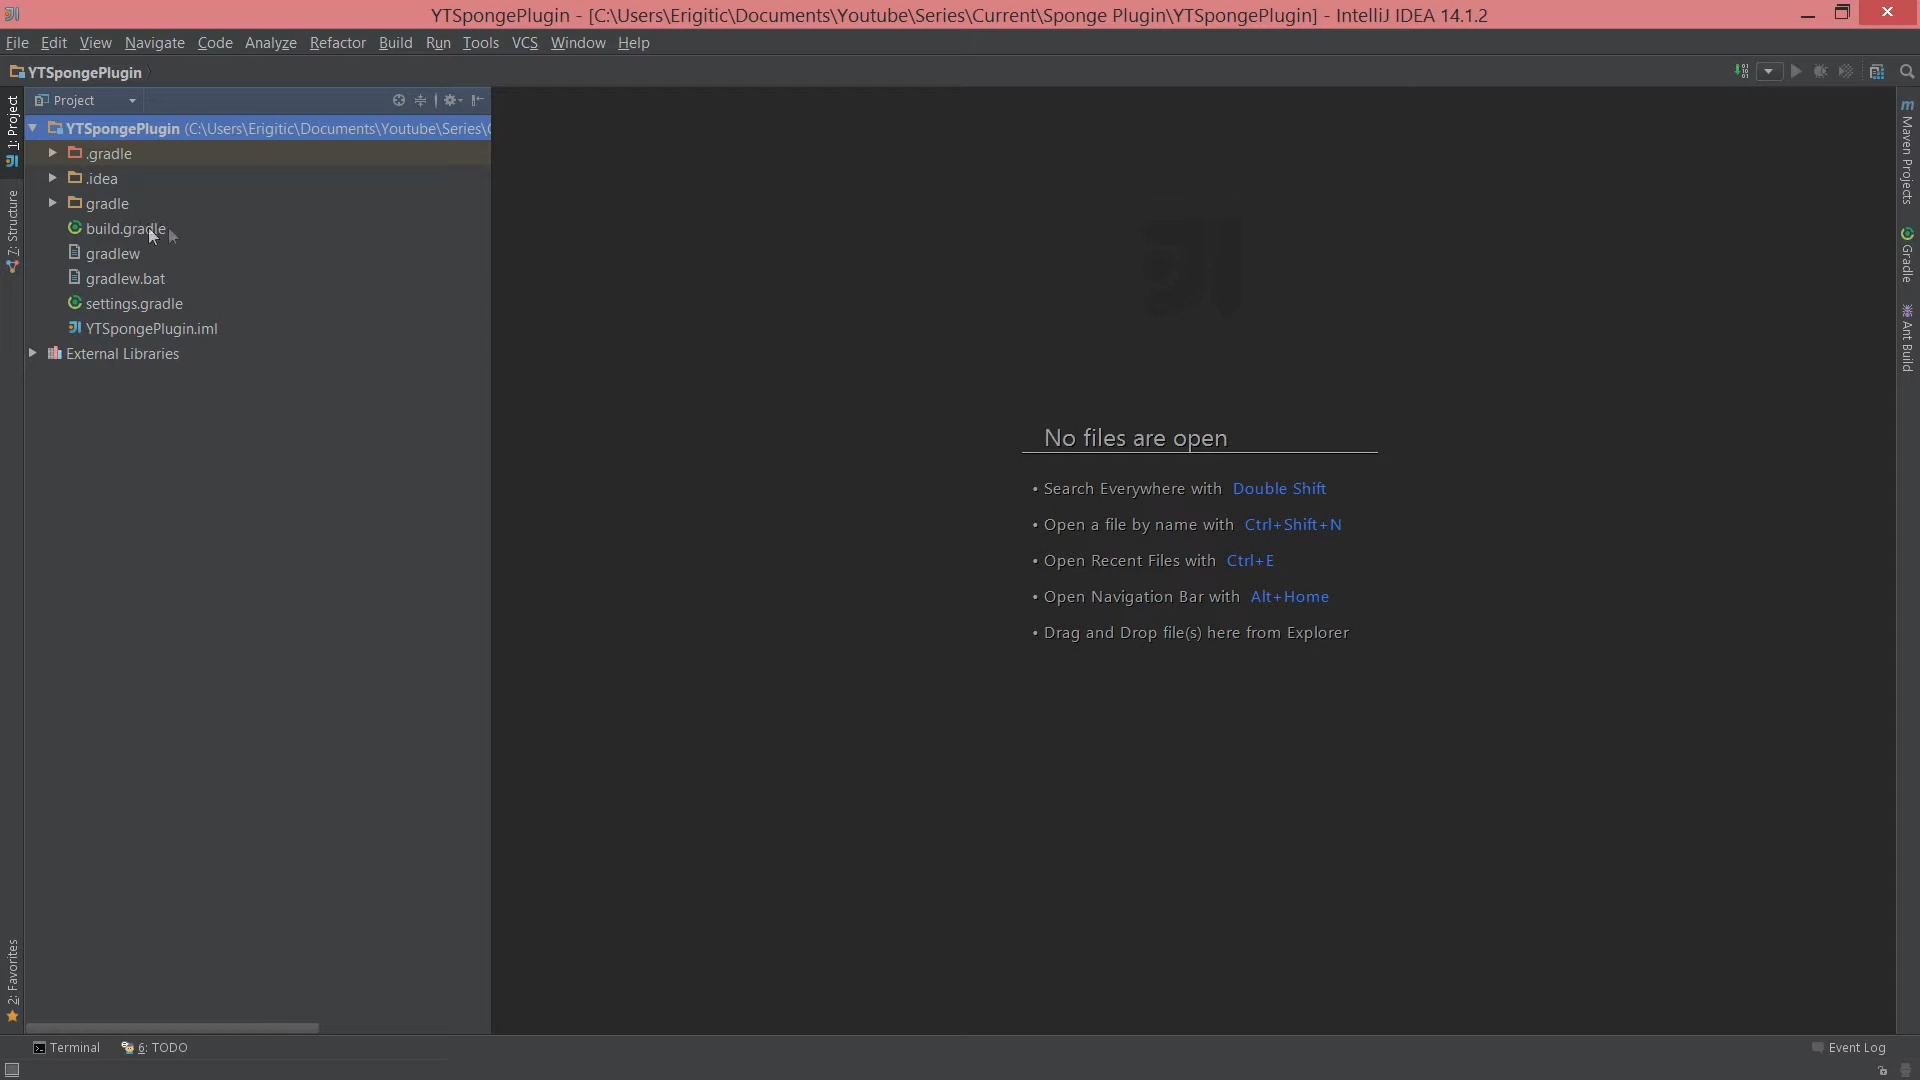 YTSpongePlugin - [C:\Users\Erigitic\Documents\Youtube\Series\Current\Sponge Plugin\YTSpongePlugin] - IntelliJ IDEA 14.1.2
File Edit View Navigate Code Analyze Refactor Build Run Tools VCS Window Help
YTSpongePlugin
Project
YTSpongePlugin (C:\Users\Erigitic\Documents\Youtube\Series\
.gradle
.idea
gradle
build.gradle
gradlew
gradlew.bat
settings.gradle
YTSpongePlugin.iml
External Libraries
1: Project
7: Structure
2: Favorites
No files are open
• Search Everywhere with Double Shift
• Open a file by name with Ctrl+Shift+N
• Open Recent Files with Ctrl+E
• Open Navigation Bar with Alt+Home
• Drag and Drop file(s) here from Explorer
m Maven Projects
Gradle
Ant Build
Terminal
6: TODO
Event Log